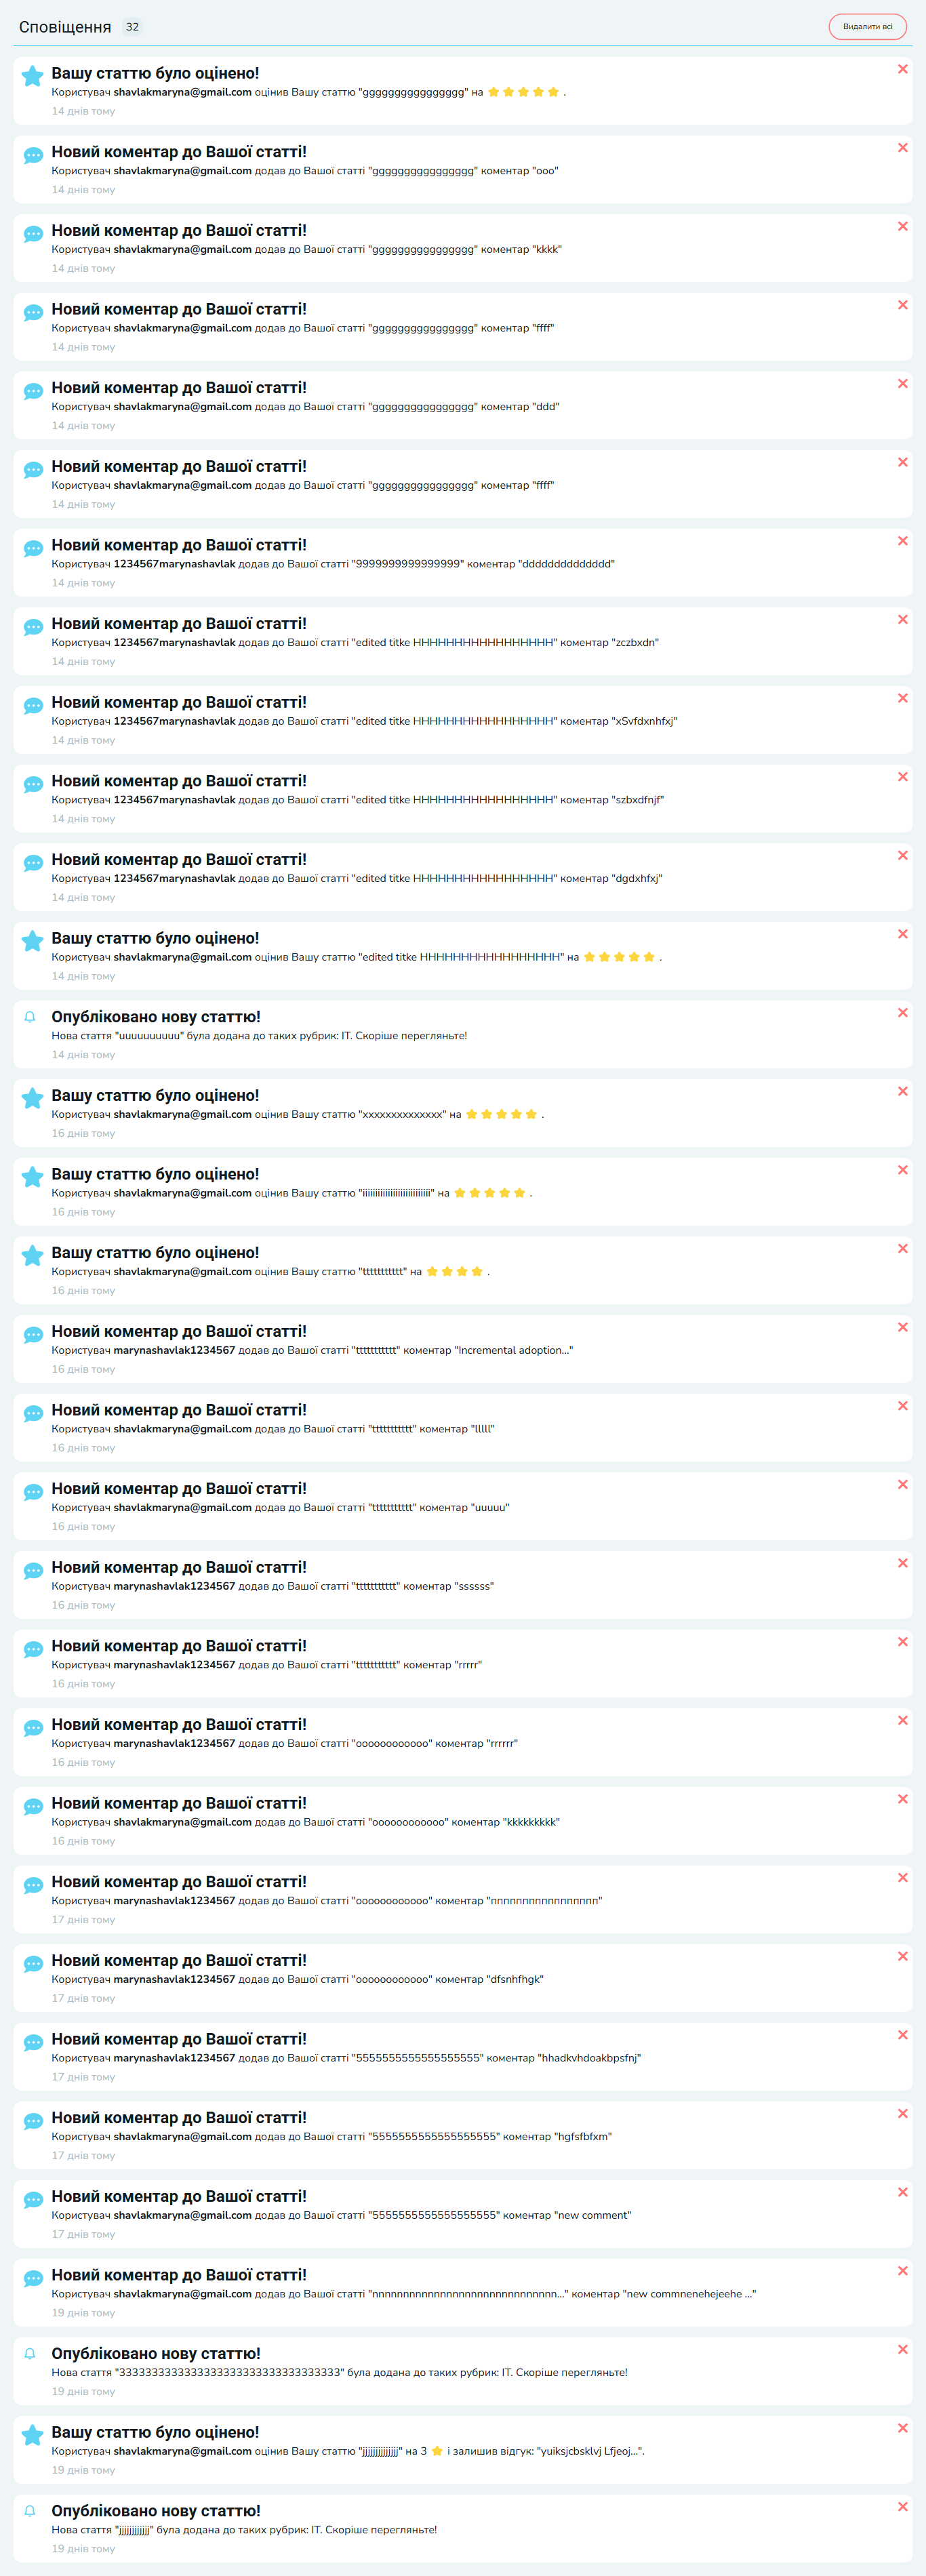 Сповіщення 32
Видалити всі
Вашу статтю було оцінено!
Користувач shavlakmaryna@gmail.com оцінив Вашу статтю "gggggggggggggggg" на .
14 днів тому
Новий коментар до Вашої статті!
Користувач shavlakmaryna@gmail.com додав до Вашої статті "gggggggggggggggg" коментар "ooo"
14 днів тому
Новий коментар до Вашої статті!
Користувач shavlakmaryna@gmail.com додав до Вашої статті "gggggggggggggggg" коментар "kkkk"
14 днів тому
Новий коментар до Вашої статті!
Користувач shavlakmaryna@gmail.com додав до Вашої статті "gggggggggggggggg" коментар "ffff"
14 днів тому
Новий коментар до Вашої статті!
Користувач shavlakmaryna@gmail.com додав до Вашої статті "gggggggggggggggg" коментар "ddd"
14 днів тому
Новий коментар до Вашої статті!
Користувач shavlakmaryna@gmail.com додав до Вашої статті "gggggggggggggggg" коментар "ffff"
14 днів тому
Новий коментар до Вашої статті!
Користувач 1234567marynashavlak додав до Вашої статті "9999999999999999" коментар "dddddddddddddd"
14 днів тому
Новий коментар до Вашої статті!
Користувач 1234567marynashavlak додав до Вашої статті "edited titke HHHHHHHHHHHHHHHHH" коментар "zczbxdn"
14 днів тому
Новий коментар до Вашої статті!
Користувач 1234567marynashavlak додав до Вашої статті "edited titke HHHHHHHHHHHHHHHHH" коментар "xSvfdxnhfxj"
14 днів тому
Новий коментар до Вашої статті!
Користувач 1234567marynashavlak додав до Вашої статті "edited titke HHHHHHHHHHHHHHHHH" коментар "szbxdfnjf"
14 днів тому
Новий коментар до Вашої статті!
Користувач 1234567marynashavlak додав до Вашої статті "edited titke HHHHHHHHHHHHHHHHH" коментар "dgdxhfxj"
14 днів тому
Вашу статтю було оцінено!
Користувач shavlakmaryna@gmail.com оцінив Вашу статтю "edited titke HHHHHHHHHHHHHHHHH" на .
14 днів тому
Опубліковано нову статтю!
Нова стаття "uuuuuuuuuu" була додана до таких рубрик: IT. Скоріше перегляньте!
14 днів тому
Вашу статтю було оцінено!
Користувач shavlakmaryna@gmail.com оцінив Вашу статтю "xxxxxxxxxxxxxx" на .
16 днів тому
Вашу статтю було оцінено!
Користувач shavlakmaryna@gmail.com оцінив Вашу статтю "iiiiiiiiiiiiiiiiiiiiiiiiiii" на .
16 днів тому
Вашу статтю було оцінено!
Користувач shavlakmaryna@gmail.com оцінив Вашу статтю "ttttttttttt" на .
16 днів тому
Новий коментар до Вашої статті!
Користувач marynashavlak1234567 додав до Вашої статті "ttttttttttt" коментар "Incremental adoption..."
16 днів тому
Новий коментар до Вашої статті!
Користувач shavlakmaryna@gmail.com додав до Вашої статті "ttttttttttt" коментар "lllll"
16 днів тому
Новий коментар до Вашої статті!
Користувач shavlakmaryna@gmail.com додав до Вашої статті "ttttttttttt" коментар "uuuuu"
16 днів тому
Новий коментар до Вашої статті!
Користувач marynashavlak1234567 додав до Вашої статті "ttttttttttt" коментар "ssssss"
16 днів тому
Новий коментар до Вашої статті!
Користувач marynashavlak1234567 додав до Вашої статті "ttttttttttt" коментар "rrrrr"
16 днів тому
Новий коментар до Вашої статті!
Користувач marynashavlak1234567 додав до Вашої статті "oooooooooooo" коментар "rrrrrr"
16 днів тому
Новий коментар до Вашої статті!
Користувач shavlakmaryna@gmail.com додав до Вашої статті "oooooooooooo" коментар "kkkkkkkkk"
16 днів тому
Новий коментар до Вашої статті!
Користувач marynashavlak1234567 додав до Вашої статті "oooooooooooo" коментар "ппппппппппппппппп"
17 днів тому
Новий коментар до Вашої статті!
Користувач marynashavlak1234567 додав до Вашої статті "oooooooooooo" коментар "dfsnhfhgk"
17 днів тому
Новий коментар до Вашої статті!
Користувач marynashavlak1234567 додав до Вашої статті "5555555555555555555" коментар "hhadkvhdoakbpsfnj"
17 днів тому
Новий коментар до Вашої статті!
Користувач shavlakmaryna@gmail.com додав до Вашої статті "5555555555555555555" коментар "hgfsfbfxm"
17 днів тому
Новий коментар до Вашої статті!
Користувач shavlakmaryna@gmail.com додав до Вашої статті "5555555555555555555" коментар "new comment"
17 днів тому
Новий коментар до Вашої статті!
Користувач shavlakmaryna@gmail.com додав до Вашої статті "nnnnnnnnnnnnnnnnnnnnnnnnnnnnnn..." коментар "new commnenehejeehe ..."
19 днів тому
Опубліковано нову статтю!
Нова стаття "3333333333333333333333333333333333" була додана до таких рубрик: IT. Скоріше перегляньте!
19 днів тому
Вашу статтю було оцінено!
Користувач shavlakmaryna@gmail.com оцінив Вашу статтю "jjjjjjjjjjjjjj" на 3 і залишив відгук: "yuiksjcbsklvj Lfjeoj...".
19 днів тому
Опубліковано нову статтю!
Нова стаття "jjjjjjjjjjjj" була додана до таких рубрик: IT. Скоріше перегляньте!
19 днів тому